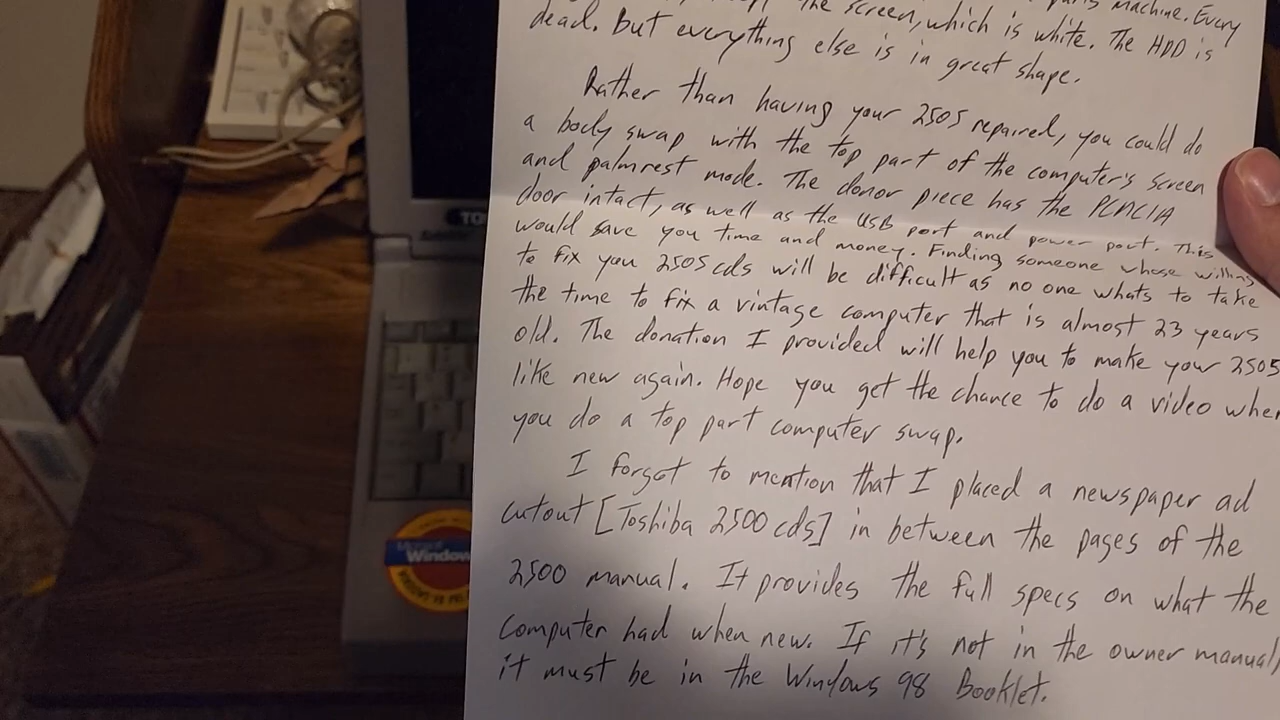 the screen, which is white. The HDD is
parts machine. Every
dead. But everything else is in great shape.
Rather than having your 2505 repaired, you could do
a body swap with the top part of the computer's screen
and palmrest mode. The donor piece has the PCMCIA
door intact, as well as the USB port and power port. This
would save you time and money. Finding someone whose willing
to fix you 2505cds will be difficult as no one whats to take
the time to fix a vintage computer that is almost 23 years
old. The donation I provided will help you to make your 2505
like new again. Hope you get the chance to do a video when
you do a top part computer swap.
I forgot to mention that I placed a newspaper ad
cutout [Toshiba 2500cds] in between the pages of the
2500 manual. It provides the full specs on what the
computer had when new. If it's not in the owner manual,
it must be in the Windows 98 Booklet.
TO
Microsoft
Window